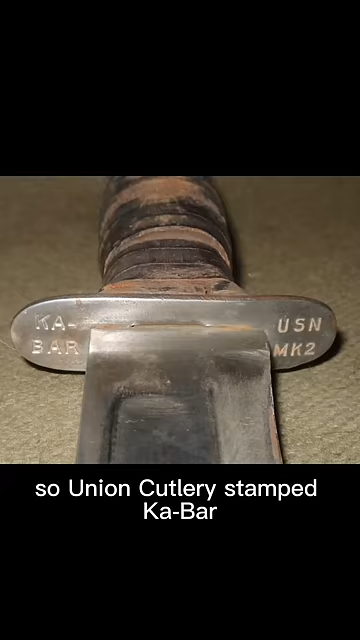 KA-
BAR
USN
MK2
so Union Cutlery stamped
Ka-Bar